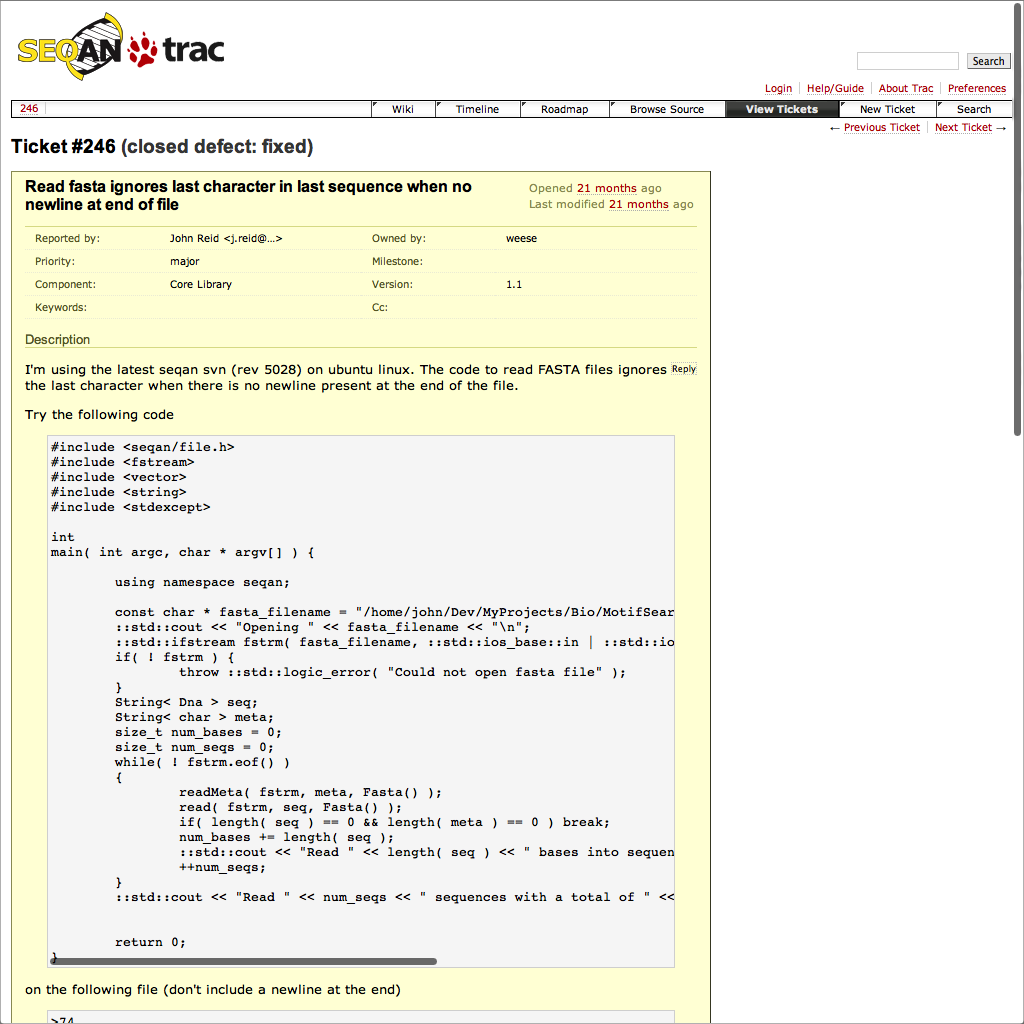 SEQAN trac
Search
Login Help/Guide About Trac Preferences
246 Wiki Timeline Roadmap Browse Source View Tickets New Ticket Search
← Previous Ticket Next Ticket →
Ticket #246 (closed defect: fixed)
Read fasta ignores last character in last sequence when no
newline at end of file
Opened 21 months ago
Last modified 21 months ago
Reported by: John Reid <j.reid@…> Owned by: weese
Priority: major Milestone:
Component: Core Library Version: 1.1
Keywords: Cc:
Description
I'm using the latest seqan svn (rev 5028) on ubuntu linux. The code to read FASTA files ignores Reply
the last character when there is no newline present at the end of the file.
Try the following code
#include <seqan/file.h>
#include <fstream>
#include <vector>
#include <string>
#include <stdexcept>
int
main( int argc, char * argv[] ) {
using namespace seqan;
const char * fasta_filename = "/home/john/Dev/MyProjects/Bio/MotifSear
::std::cout << "Opening " << fasta_filename << "\n";
::std::ifstream fstrm( fasta_filename, ::std::ios_base::in | ::std::io
if( ! fstrm ) {
throw ::std::logic_error( "Could not open fasta file" );
}
String< Dna > seq;
String< char > meta;
size_t num_bases = 0;
size_t num_seqs = 0;
while( ! fstrm.eof() )
{
readMeta( fstrm, meta, Fasta() );
read( fstrm, seq, Fasta() );
if( length( seq ) == 0 && length( meta ) == 0 ) break;
num_bases += length( seq );
::std::cout << "Read " << length( seq ) << " bases into sequen
++num_seqs;
}
::std::cout << "Read " << num_seqs << " sequences with a total of " <<
return 0;
}
on the following file (don't include a newline at the end)
>74